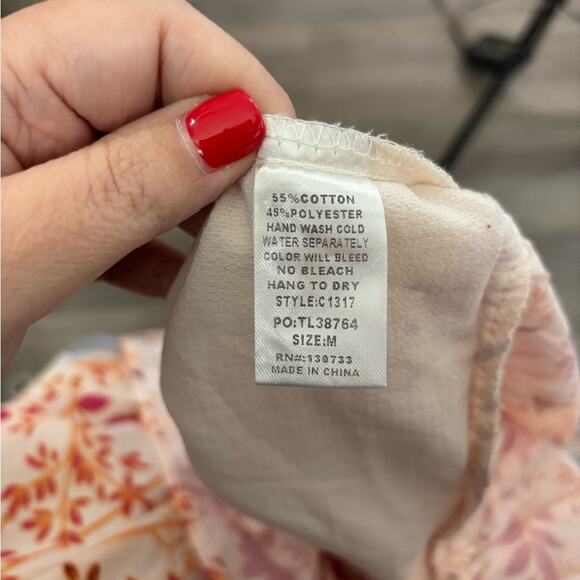 55%COTTON
45%POLYESTER
HAND WASH COLD
WATER SEPARATELY
COLOR WILL BLEED
NO BLEACH
HANG TO DRY
STYLE:C1317
PO:TL38764
SIZE:M
RN#:130733
MADE IN CHINA